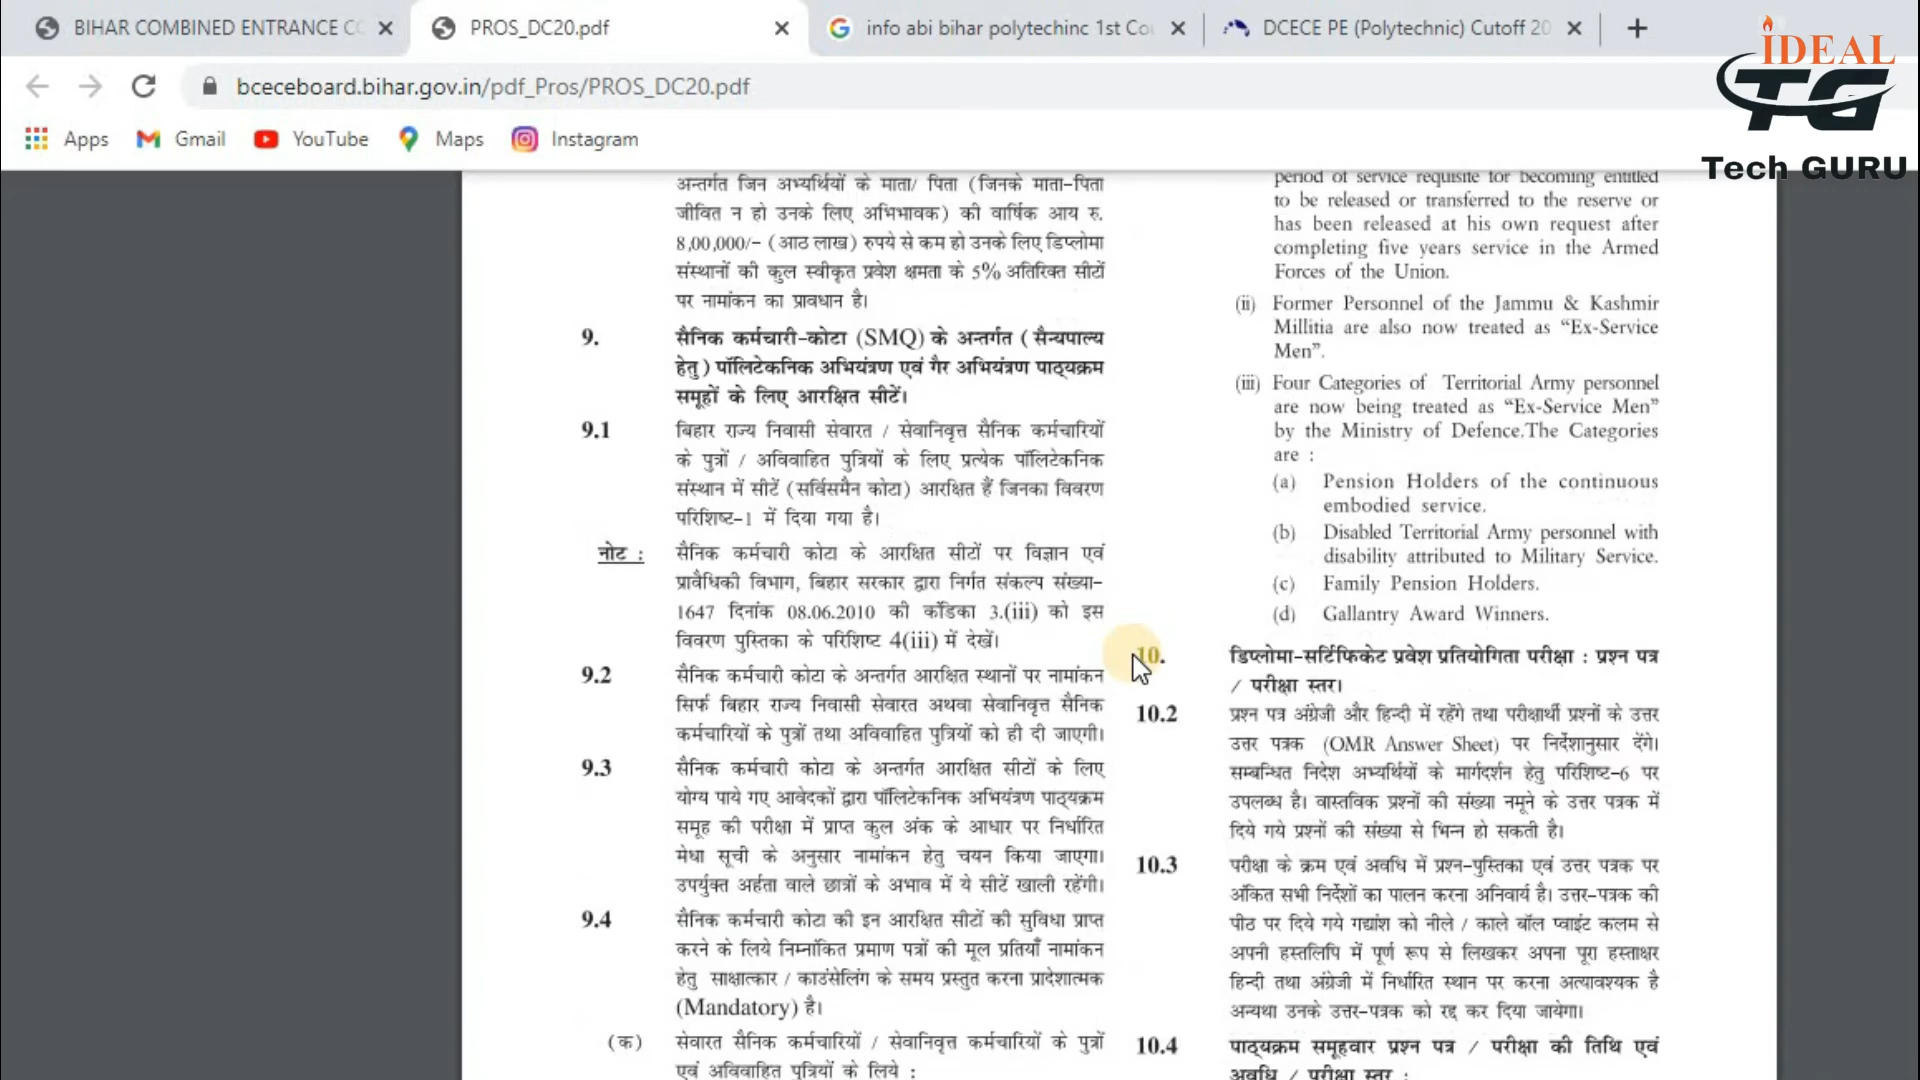 BIHAR COMBINED ENTRANCE CO
PROS_DC20.pdf
info abi bihar polytechinc 1st Cou
DCECE PE (Polytechnic) Cutoff 20
bceceboard.bihar.gov.in/pdf_Pros/PROS_DC20.pdf
Apps
Gmail
YouTube
Maps
Instagram
IDEAL
TG
Tech GURU
अन्तर्गत जिन अभ्यर्थियों के माता/ पिता (जिनके माता-पिता
जीवित न हो उनके लिए अभिभावक) की वार्षिक आय रु.
8,00,000/- (आठ लाख) रुपये से कम हो उनके लिए डिप्लोमा
संस्थानों की कुल स्वीकृत प्रवेश क्षमता के 5% अतिरिक्त सीटों
पर नामांकन का प्रावधान है।
9. सैनिक कर्मचारी-कोटा (SMQ) के अन्तर्गत ( सैन्यपाल्य
हेतु ) पॉलिटेकनिक अभियंत्रण एवं गैर अभियंत्रण पाठ्यक्रम
समूहों के लिए आरक्षित सीटें।
9.1 बिहार राज्य निवासी सेवारत / सेवानिवृत्त सैनिक कर्मचारियों
के पुत्रों / अविवाहित पुत्रियों के लिए प्रत्येक पॉलिटेकनिक
संस्थान में सीटें (सर्विसमैन कोटा) आरक्षित हैं जिनका विवरण
परिशिष्ट-1 में दिया गया है।
नोट : सैनिक कर्मचारी कोटा के आरक्षित सीटों पर विज्ञान एवं
प्रावैधिकी विभाग, बिहार सरकार द्वारा निर्गत संकल्प संख्या-
1647 दिनांक 08.06.2010 की कंडिका 3.(iii) को इस
विवरण पुस्तिका के परिशिष्ट 4(iii) में देखें।
9.2 सैनिक कर्मचारी कोटा के अन्तर्गत आरक्षित स्थानों पर नामांकन
सिर्फ बिहार राज्य निवासी सेवारत अथवा सेवानिवृत्त सैनिक
कर्मचारियों के पुत्रों तथा अविवाहित पुत्रियों को ही दी जाएगी।
9.3 सैनिक कर्मचारी कोटा के अन्तर्गत आरक्षित सीटों के लिए
योग्य पाये गए आवेदकों द्वारा पॉलिटेकनिक अभियंत्रण पाठ्यक्रम
समूह की परीक्षा में प्राप्त कुल अंक के आधार पर निर्धारित
मेधा सूची के अनुसार नामांकन हेतु चयन किया जाएगा।
उपर्युक्त अर्हता वाले छात्रों के अभाव में ये सीटें खाली रहेंगी।
9.4 सैनिक कर्मचारी कोटा की इन आरक्षित सीटों की सुविधा प्राप्त
करने के लिये निम्नांकित प्रमाण पत्रों की मूल प्रतियाँ नामांकन
हेतु साक्षात्कार / काउंसेलिंग के समय प्रस्तुत करना प्रादेशात्मक
(Mandatory) है।
(क) सेवारत सैनिक कर्मचारियों / सेवानिवृत्त कर्मचारियों के पुत्रों
एवं अविवाहित पुत्रियों के लिये :
period of service requisite for becoming entitled
to be released or transferred to the reserve or
has been released at his own request after
completing five years service in the Armed
Forces of the Union.
(ii) Former Personnel of the Jammu & Kashmir
Millitia are also now treated as “Ex-Service
Men”.
(iii) Four Categories of Territorial Army personnel
are now being treated as “Ex-Service Men”
by the Ministry of Defence.The Categories
are :
(a) Pension Holders of the continuous
embodied service.
(b) Disabled Territorial Army personnel with
disability attributed to Military Service.
(c) Family Pension Holders.
(d) Gallantry Award Winners.
10. डिप्लोमा-सर्टिफिकेट प्रवेश प्रतियोगिता परीक्षा : प्रश्न पत्र
/ परीक्षा स्तर।
10.2 प्रश्न पत्र अंग्रेजी और हिन्दी में रहेंगे तथा परीक्षार्थी प्रश्नों के उत्तर
उत्तर पत्रक (OMR Answer Sheet) पर निर्देशानुसार देंगे।
सम्बन्धित निदेश अभ्यर्थियों के मार्गदर्शन हेतु परिशिष्ट-6 पर
उपलब्ध है। वास्तविक प्रश्नों की संख्या नमूने के उत्तर पत्रक में
दिये गये प्रश्नों की संख्या से भिन्न हो सकती है।
10.3 परीक्षा के क्रम एवं अवधि में प्रश्न-पुस्तिका एवं उत्तर पत्रक पर
अंकित सभी निर्देशों का पालन करना अनिवार्य है। उत्तर-पत्रक की
पीठ पर दिये गये गद्यांश को नीले / काले बॉल प्वाइंट कलम से
अपनी हस्तलिपि में पूर्ण रूप से लिखकर अपना पूरा हस्ताक्षर
हिन्दी तथा अंग्रेजी में निर्धारित स्थान पर करना अत्यावश्यक है
अन्यथा उनके उत्तर-पत्रक को रद्द कर दिया जायेगा।
10.4 पाठ्यक्रम समूहवार प्रश्न पत्र / परीक्षा की तिथि एवं
अवधि / परीक्षा स्तर :